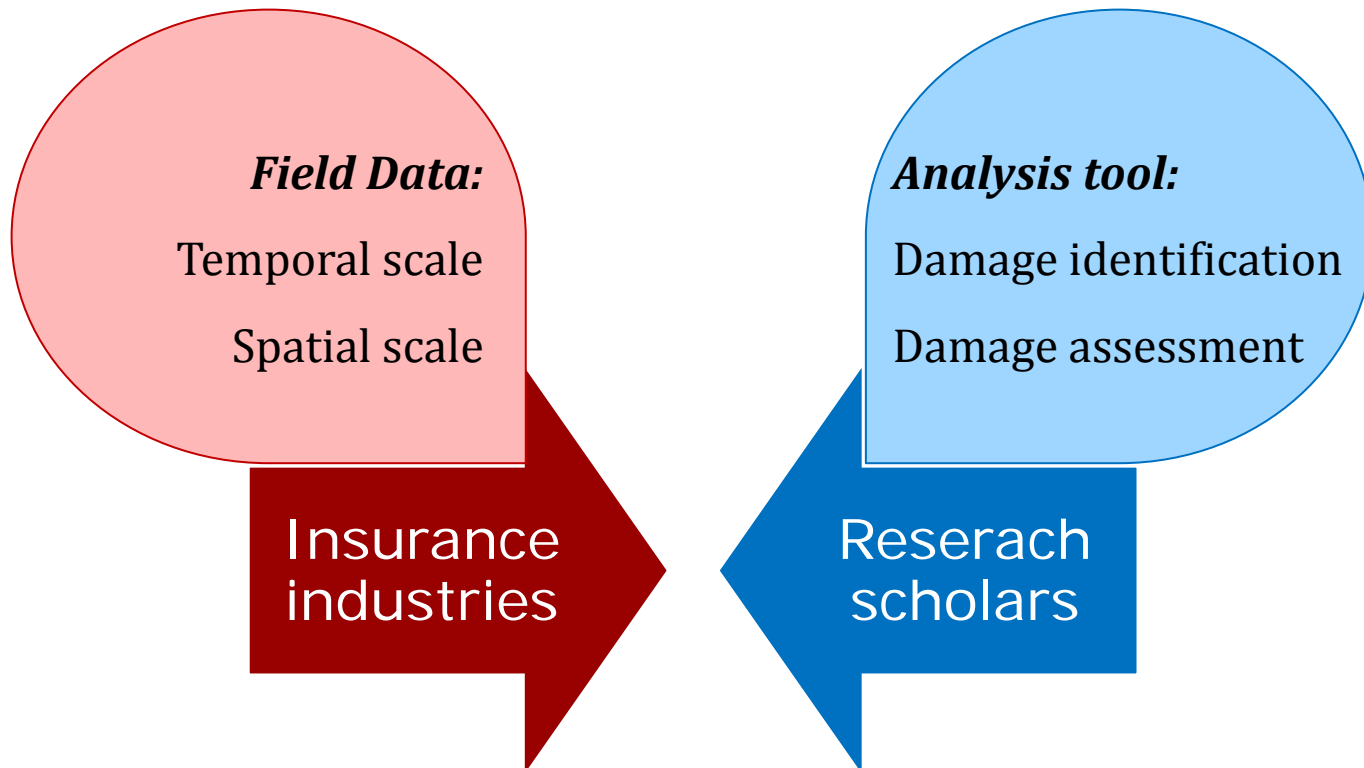 Field Data:
Temporal scale
Spatial scale
Insurance
industries
Analysis tool:
Damage identification
Damage assessment
Reserach
scholars